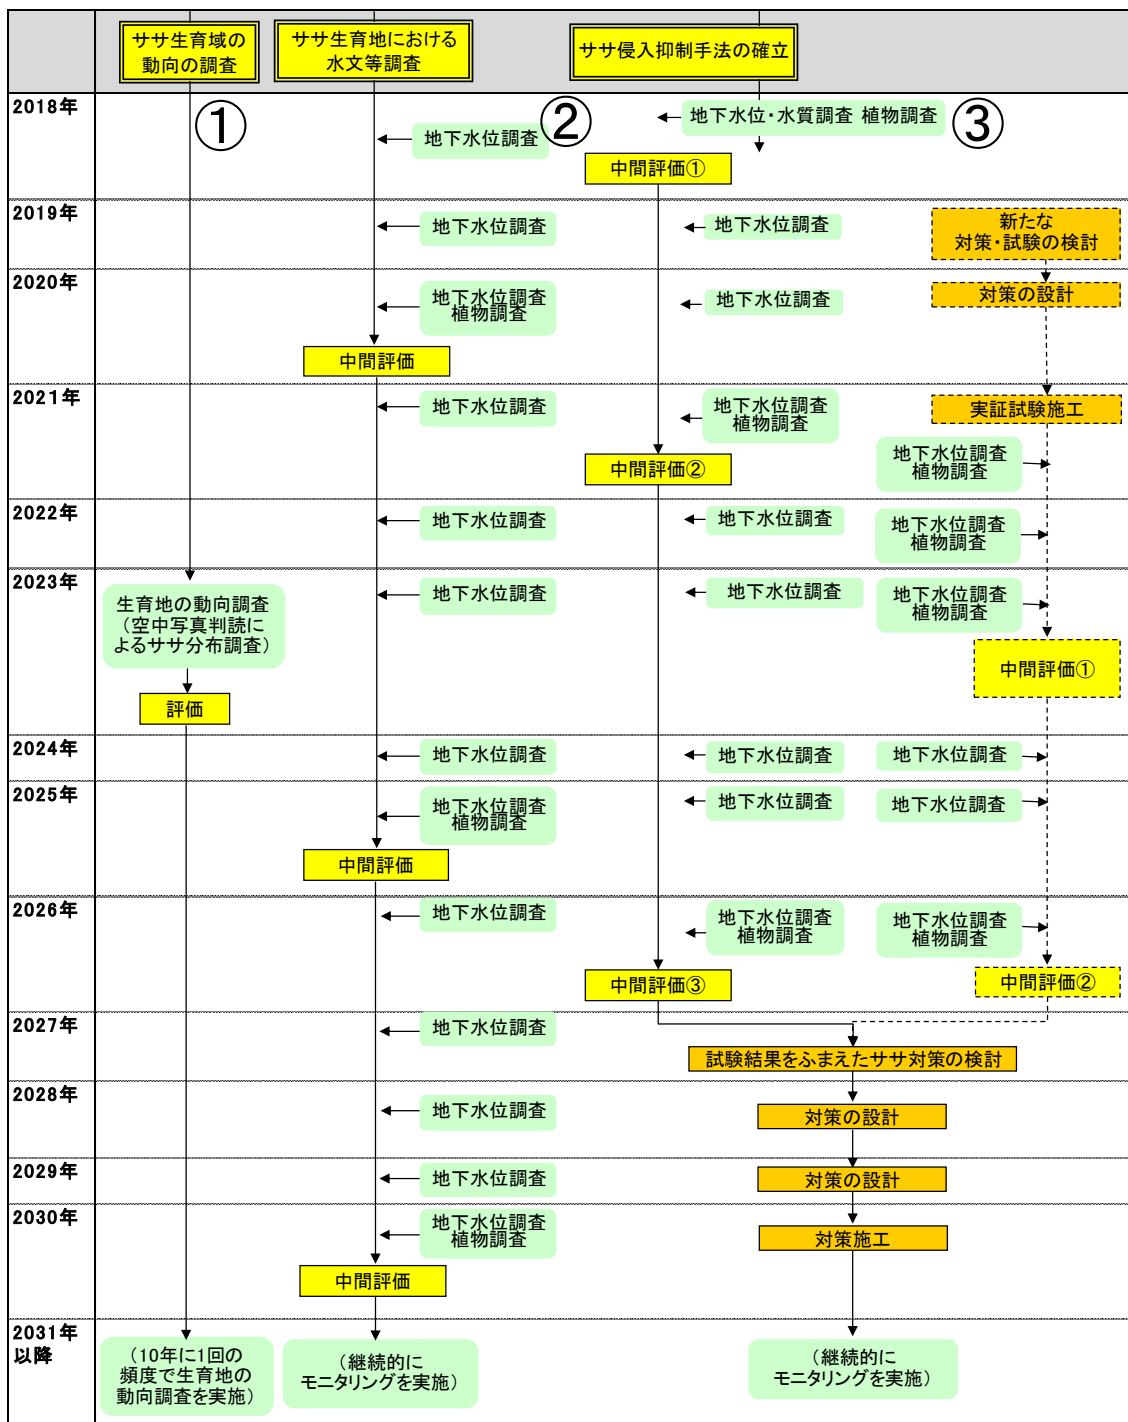 ササ生育域の
動向の調査
ササ生育地における
水文等調査
ササ侵入抑制手法の確立
2018年
①
②
③
地下水位調査
地下水位・水質調査 植物調査
中間評価①
2019年
地下水位調査
地下水位調査
新たな
対策・試験の検討
2020年
地下水位調査
植物調査
地下水位調査
対策の設計
中間評価
2021年
地下水位調査
地下水位調査
植物調査
実証試験施工
中間評価②
地下水位調査
植物調査
2022年
地下水位調査
地下水位調査
地下水位調査
植物調査
2023年
生育地の動向調査
（空中写真判読に
よるササ分布調査）
評価
地下水位調査
地下水位調査
地下水位調査
植物調査
中間評価①
2024年
地下水位調査
地下水位調査
地下水位調査
2025年
地下水位調査
植物調査
地下水位調査
地下水位調査
中間評価
2026年
地下水位調査
地下水位調査
植物調査
地下水位調査
植物調査
中間評価③
中間評価②
2027年
地下水位調査
試験結果をふまえたササ対策の検討
2028年
地下水位調査
対策の設計
2029年
地下水位調査
対策の設計
2030年
地下水位調査
植物調査
対策施工
中間評価
2031年
以降
（10年に1回の
頻度で生育地の
動向調査を実施）
（継続的に
モニタリングを実施）
（継続的に
モニタリングを実施）